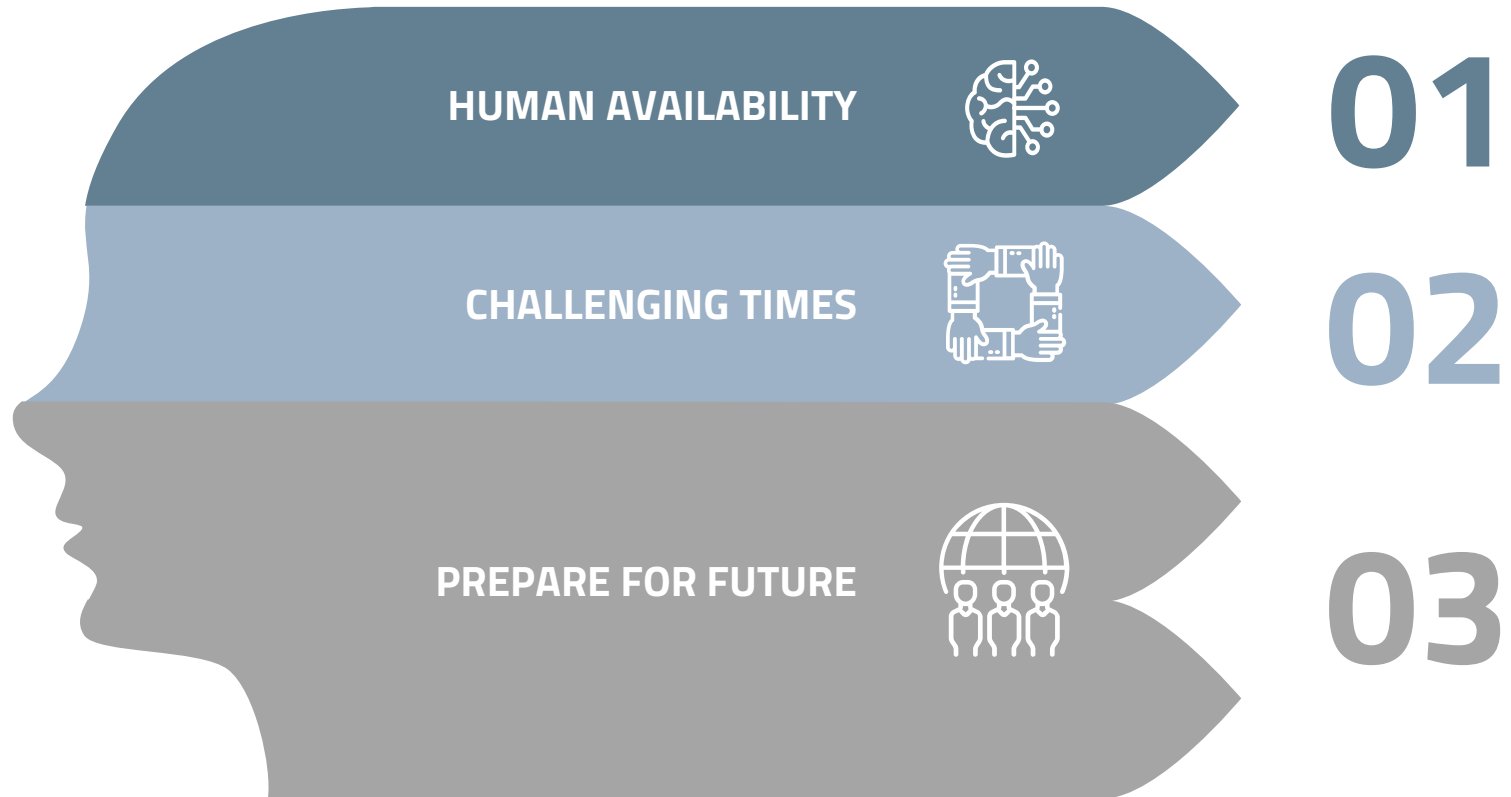 HUMAN AVAILABILITY
01
CHALLENGING TIMES
02
PREPARE FOR FUTURE
03